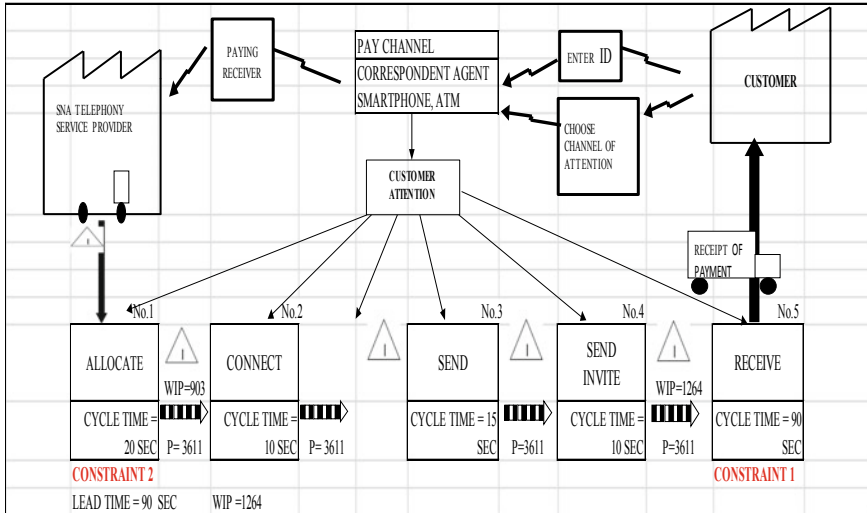 PAYING
RECEIVER
PAY CHANNEL
CORRESPONDENT AGENT
SMARTPHONE, ATM
ENTER ID
CHOOSE
CHANNEL OF
ATTENTION
CUSTOMER
SNA TELEPHONY
SERVICE PROVIDER
CUSTOMER
ATTENTION
RECEIPT OF
PAYMENT
No.1
No.2
No.3
No.4
No.5
ALLOCATE
CONNECT
SEND
SEND
INVITE
RECEIVE
I
I
I
I
I
WIP=903
WIP=1264
CYCLE TIME =
20 SEC
P= 3611
CYCLE TIME =
10 SEC
P= 3611
CYCLE TIME = 15
SEC
P=3611
CYCLE TIME =
10 SEC
P=3611
CYCLE TIME = 90
SEC
CONSTRAINT 2
CONSTRAINT 1
LEAD TIME = 90 SEC
WIP=1264